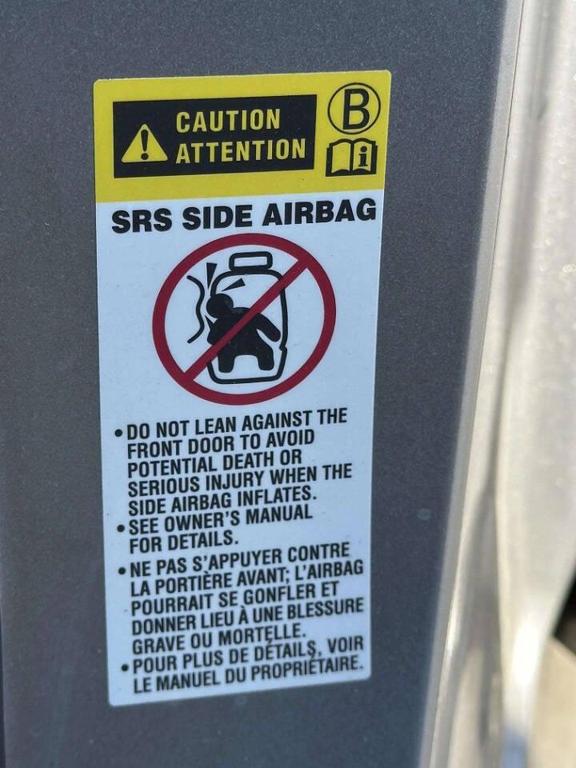 CAUTION
ATTENTION
B
i
SRS SIDE AIRBAG
• DO NOT LEAN AGAINST THE
FRONT DOOR TO AVOID
POTENTIAL DEATH OR
SERIOUS INJURY WHEN THE
SIDE AIRBAG INFLATES.
• SEE OWNER'S MANUAL
FOR DETAILS.
• NE PAS S'APPUYER CONTRE
LA PORTIÈRE AVANT; L'AIRBAG
POURRAIT SE GONFLER ET
DONNER LIEU À UNE BLESSURE
GRAVE OU MORTELLE.
• POUR PLUS DE DÉTAILS, VOIR
LE MANUEL DU PROPRIÉTAIRE.